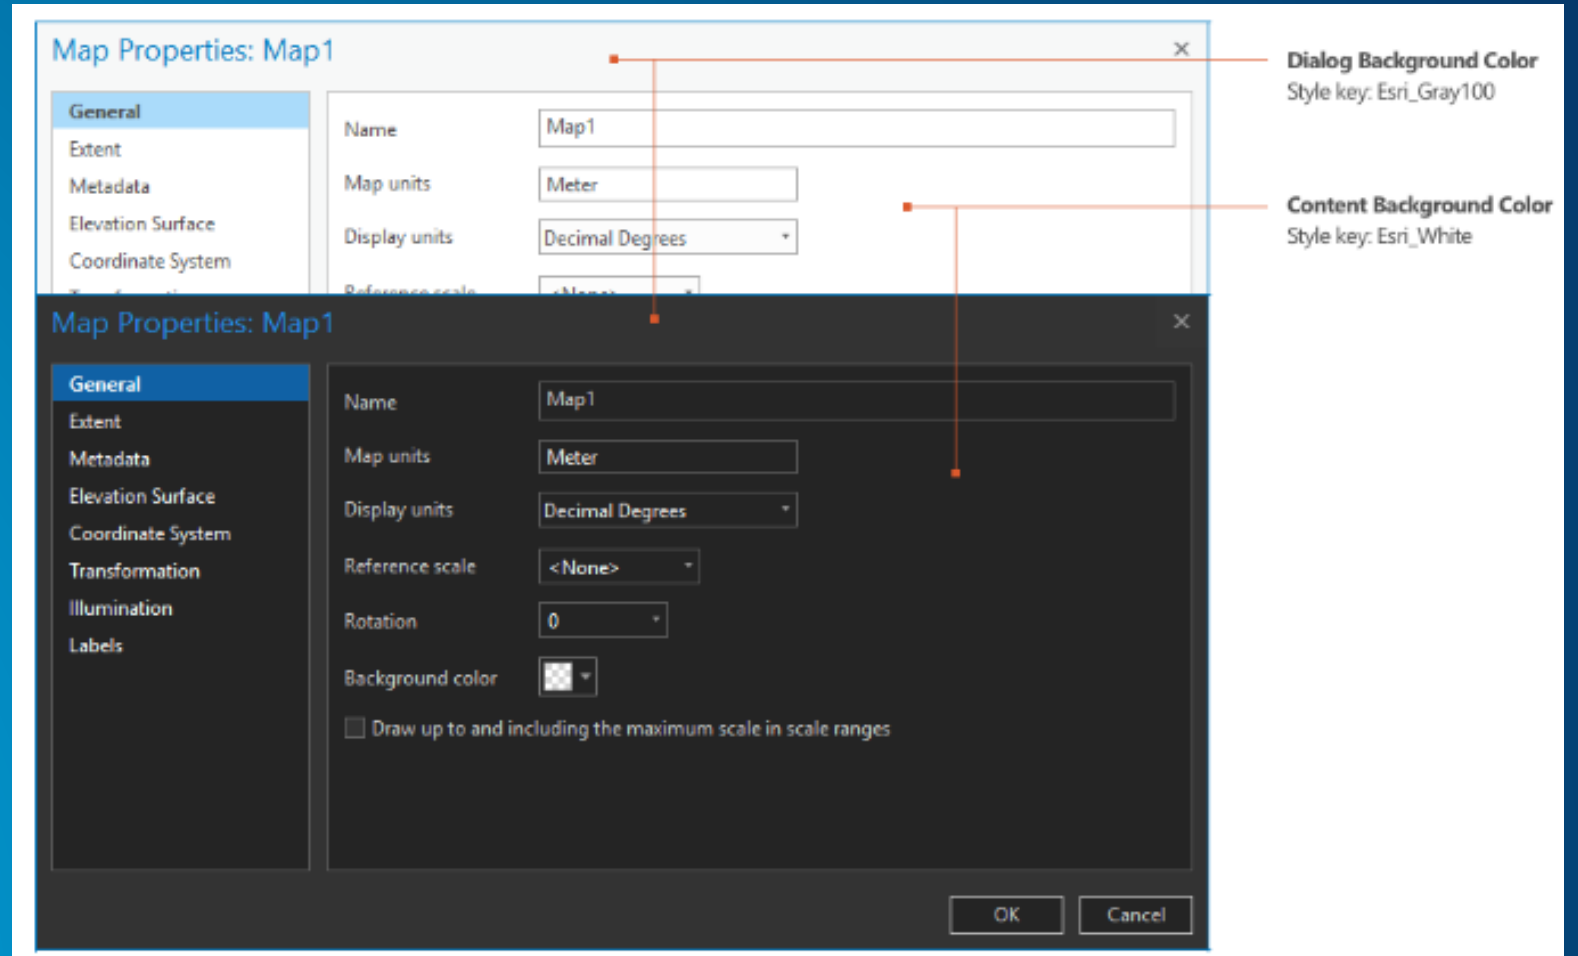 Map Properties: Map1
General
Extent
Metadata
Elevation Surface
Coordinate System
Name
Map1
Map units
Meter
Display units
Decimal Degrees
Reference scale
<None>
Dialog Background Color
Style key: Esri_Gray100
Content Background Color
Style key: Esri_White
Map Properties: Map1
General
Extent
Metadata
Elevation Surface
Coordinate System
Transformation
Illumination
Labels
Name
Map1
Map units
Meter
Display units
Decimal Degrees
Reference scale
<None>
Rotation
0
Background color
Draw up to and including the maximum scale in scale ranges
OK
Cancel